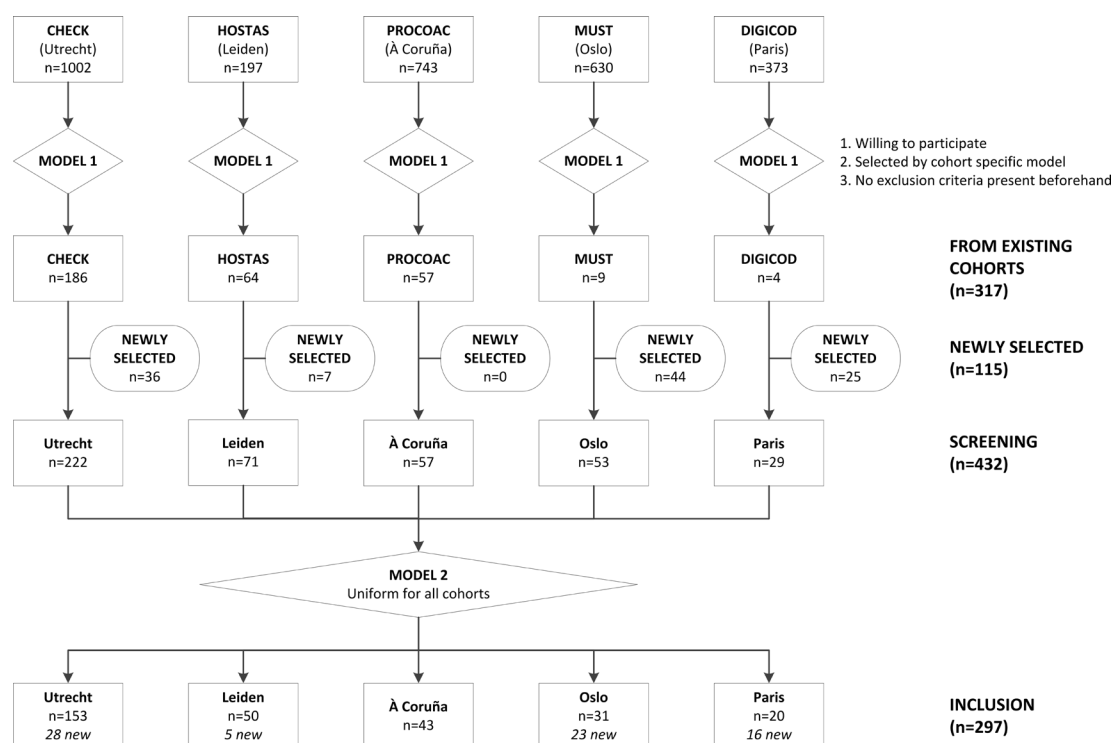 CHECK
(Utrecht)
n=1002
HOSTAS
(Leiden)
n=197
PROCOAC
(À Coruña)
n=743
MUST
(Oslo)
n=630
DIGICOD
(Paris)
n=373
MODEL 1
MODEL 1
MODEL 1
MODEL 1
MODEL 1
1. Willing to participate
2. Selected by cohort specific model
3. No exclusion criteria present beforehand
CHECK
n=186
HOSTAS
n=64
PROCOAC
n=57
MUST
n=9
DIGICOD
n=4
FROM EXISTING
COHORTS
(n=317)
NEWLY
SELECTED
n=36
NEWLY
SELECTED
n=7
NEWLY
SELECTED
n=0
NEWLY
SELECTED
n=44
NEWLY
SELECTED
n=25
NEWLY SELECTED
(n=115)
Utrecht
n=222
Leiden
n=71
À Coruña
n=57
Oslo
n=53
Paris
n=29
SCREENING
(n=432)
MODEL 2
Uniform for all cohorts
Utrecht
n=153
28 new
Leiden
n=50
5 new
À Coruña
n=43
Oslo
n=31
23 new
Paris
n=20
16 new
INCLUSION
(n=297)